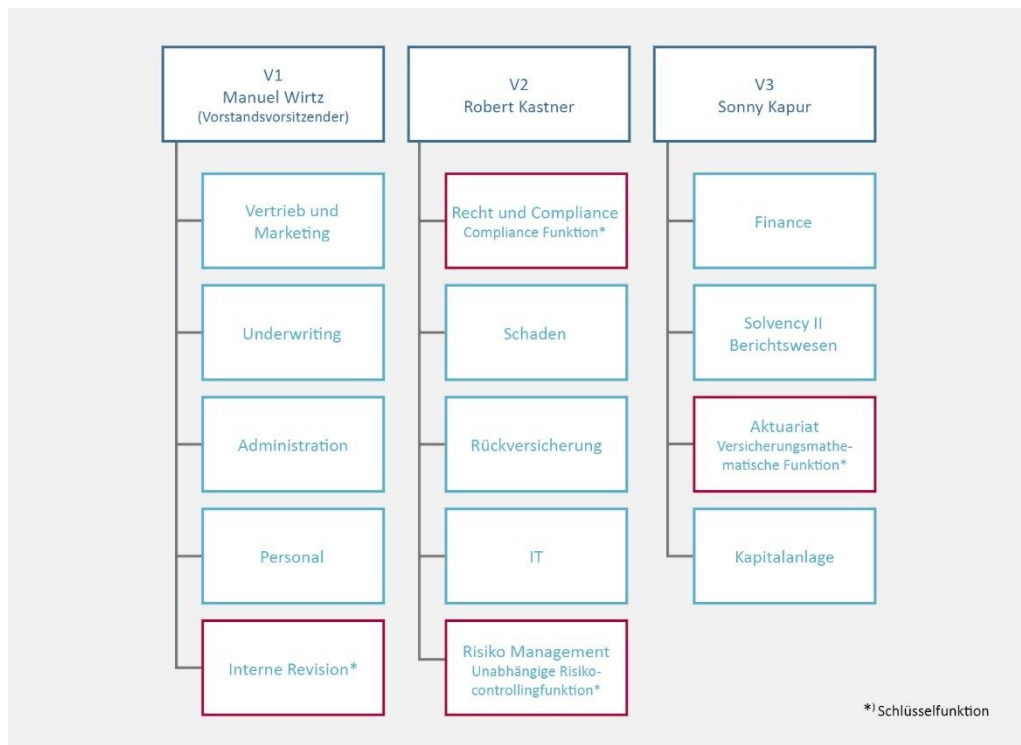 V1
Manuel Wirtz
(Vorstandsvorsitzender)
Vertrieb und
Marketing
Underwriting
Administration
Personal
Interne Revision*
V2
Robert Kastner
Recht und Compliance
Compliance Funktion*
Schaden
Rückversicherung
IT
Risiko Management
Unabhängige Risiko-
controllingfunktion*
V3
Sonny Kapur
Finance
Solvency II
Berichtswesen
Aktuariat
Versicherungsmathe-
matische Funktion*
Kapitalanlage
*) Schlüsselfunktion